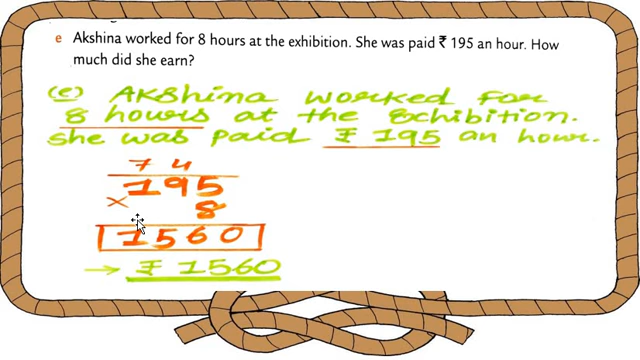 e Akshina worked for 8 hours at the exhibition. She was paid ₹ 195 an hour. How
much did she earn?
(e) Akshina worked for
8 hours at the Exhibition.
She was paid ₹ 195 an hour.
7 4
195
× 8
1560
→ ₹ 1560